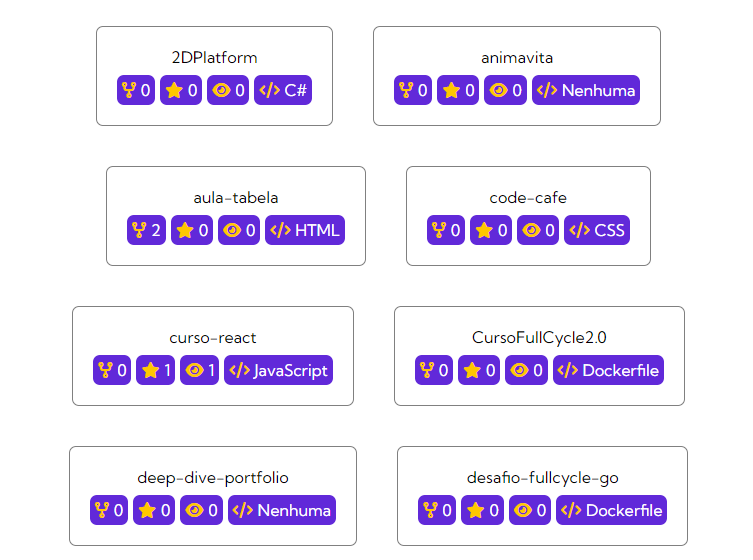 2DPlatform
0 0 0 </> C#
animavita
0 0 0 </> Nenhuma
aula-tabela
2 0 0 </> HTML
code-cafe
0 0 0 </> CSS
curso-react
0 1 1 </> JavaScript
CursoFullCycle2.0
0 0 0 </> Dockerfile
deep-dive-portfolio
0 0 0 </> Nenhuma
desafio-fullcycle-go
0 0 0 </> Dockerfile